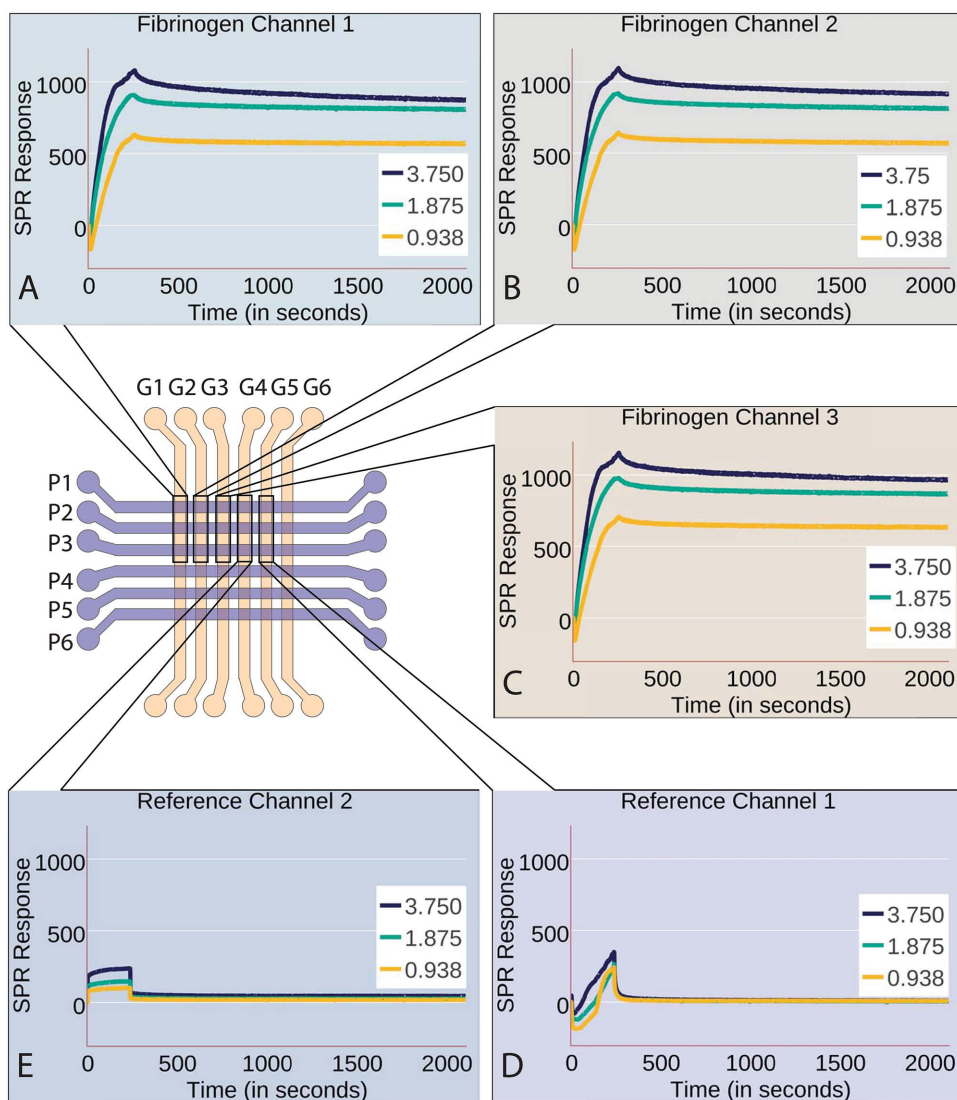 Fibrinogen Channel 1
SPR Response
1000
500
0
3.750
1.875
0.938
0 500 1000 1500 2000
Time (in seconds)
A
Fibrinogen Channel 2
SPR Response
1000
500
0
3.75
1.875
0.938
0 500 1000 1500 2000
Time (in seconds)
B
G1 G2 G3 G4 G5 G6
P1
P2
P3
P4
P5
P6
Fibrinogen Channel 3
SPR Response
1000
500
0
3.750
1.875
0.938
0 500 1000 1500 2000
Time (in seconds)
C
Reference Channel 2
SPR Response
1000
500
0
3.750
1.875
0.938
0 500 1000 1500 2000
Time (in seconds)
E
Reference Channel 1
SPR Response
1000
500
0
3.750
1.875
0.938
0 500 1000 1500 2000
Time (in seconds)
D